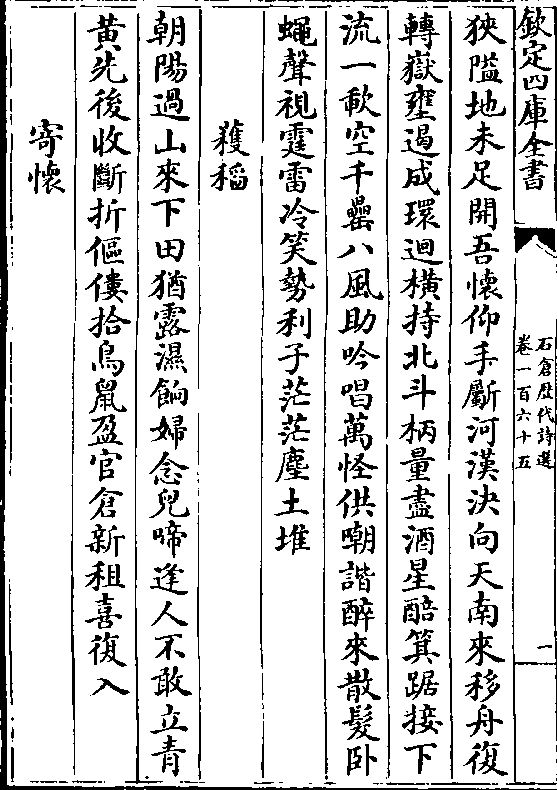 欽定四庫全書
石倉歷代詩選
卷一百六十五
一
狹隘地未足開吾懷仰手斸河漢決向天南來移舟復
轉嶽壅遏成環迴橫持北斗柄量盡酒星醅箕踞接下
流一歃空千罍八風助吟唱萬怪供嘲諧醉來散髮卧
蠅聲視霆雷冷笑勢利子茫茫塵土堆
穫稻
朝陽過山來下田猶露濕餉婦念兒啼逢人不敢立青
黃先後收斷折傴僂拾鳥鼠盈官倉新租喜復入
寄懷